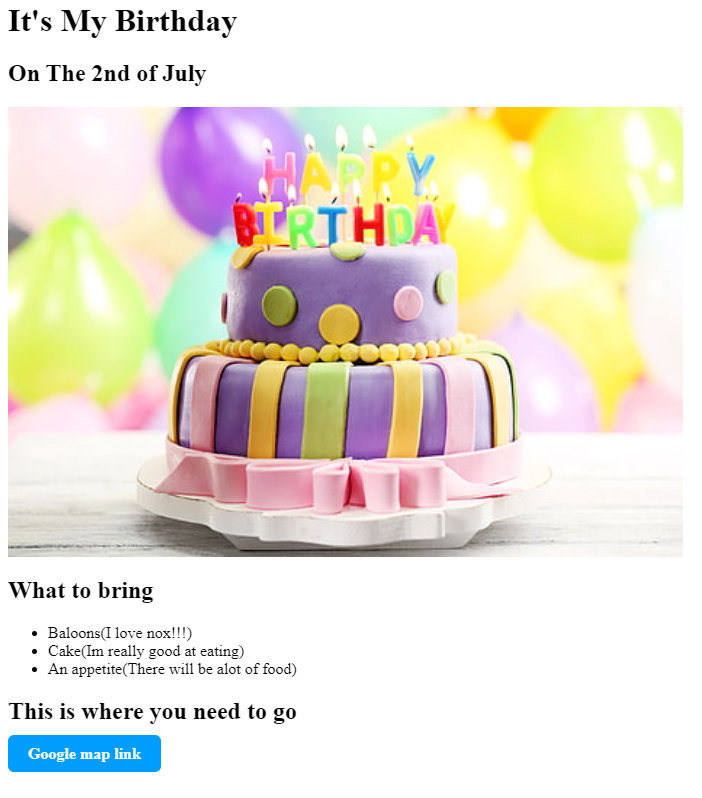 It's My Birthday
On The 2nd of July
HAPPY
BIRTHDAY
What to bring
Baloons(I love nox!!!)
Cake(Im really good at eating)
An appetite(There will be alot of food)
This is where you need to go
Google map link